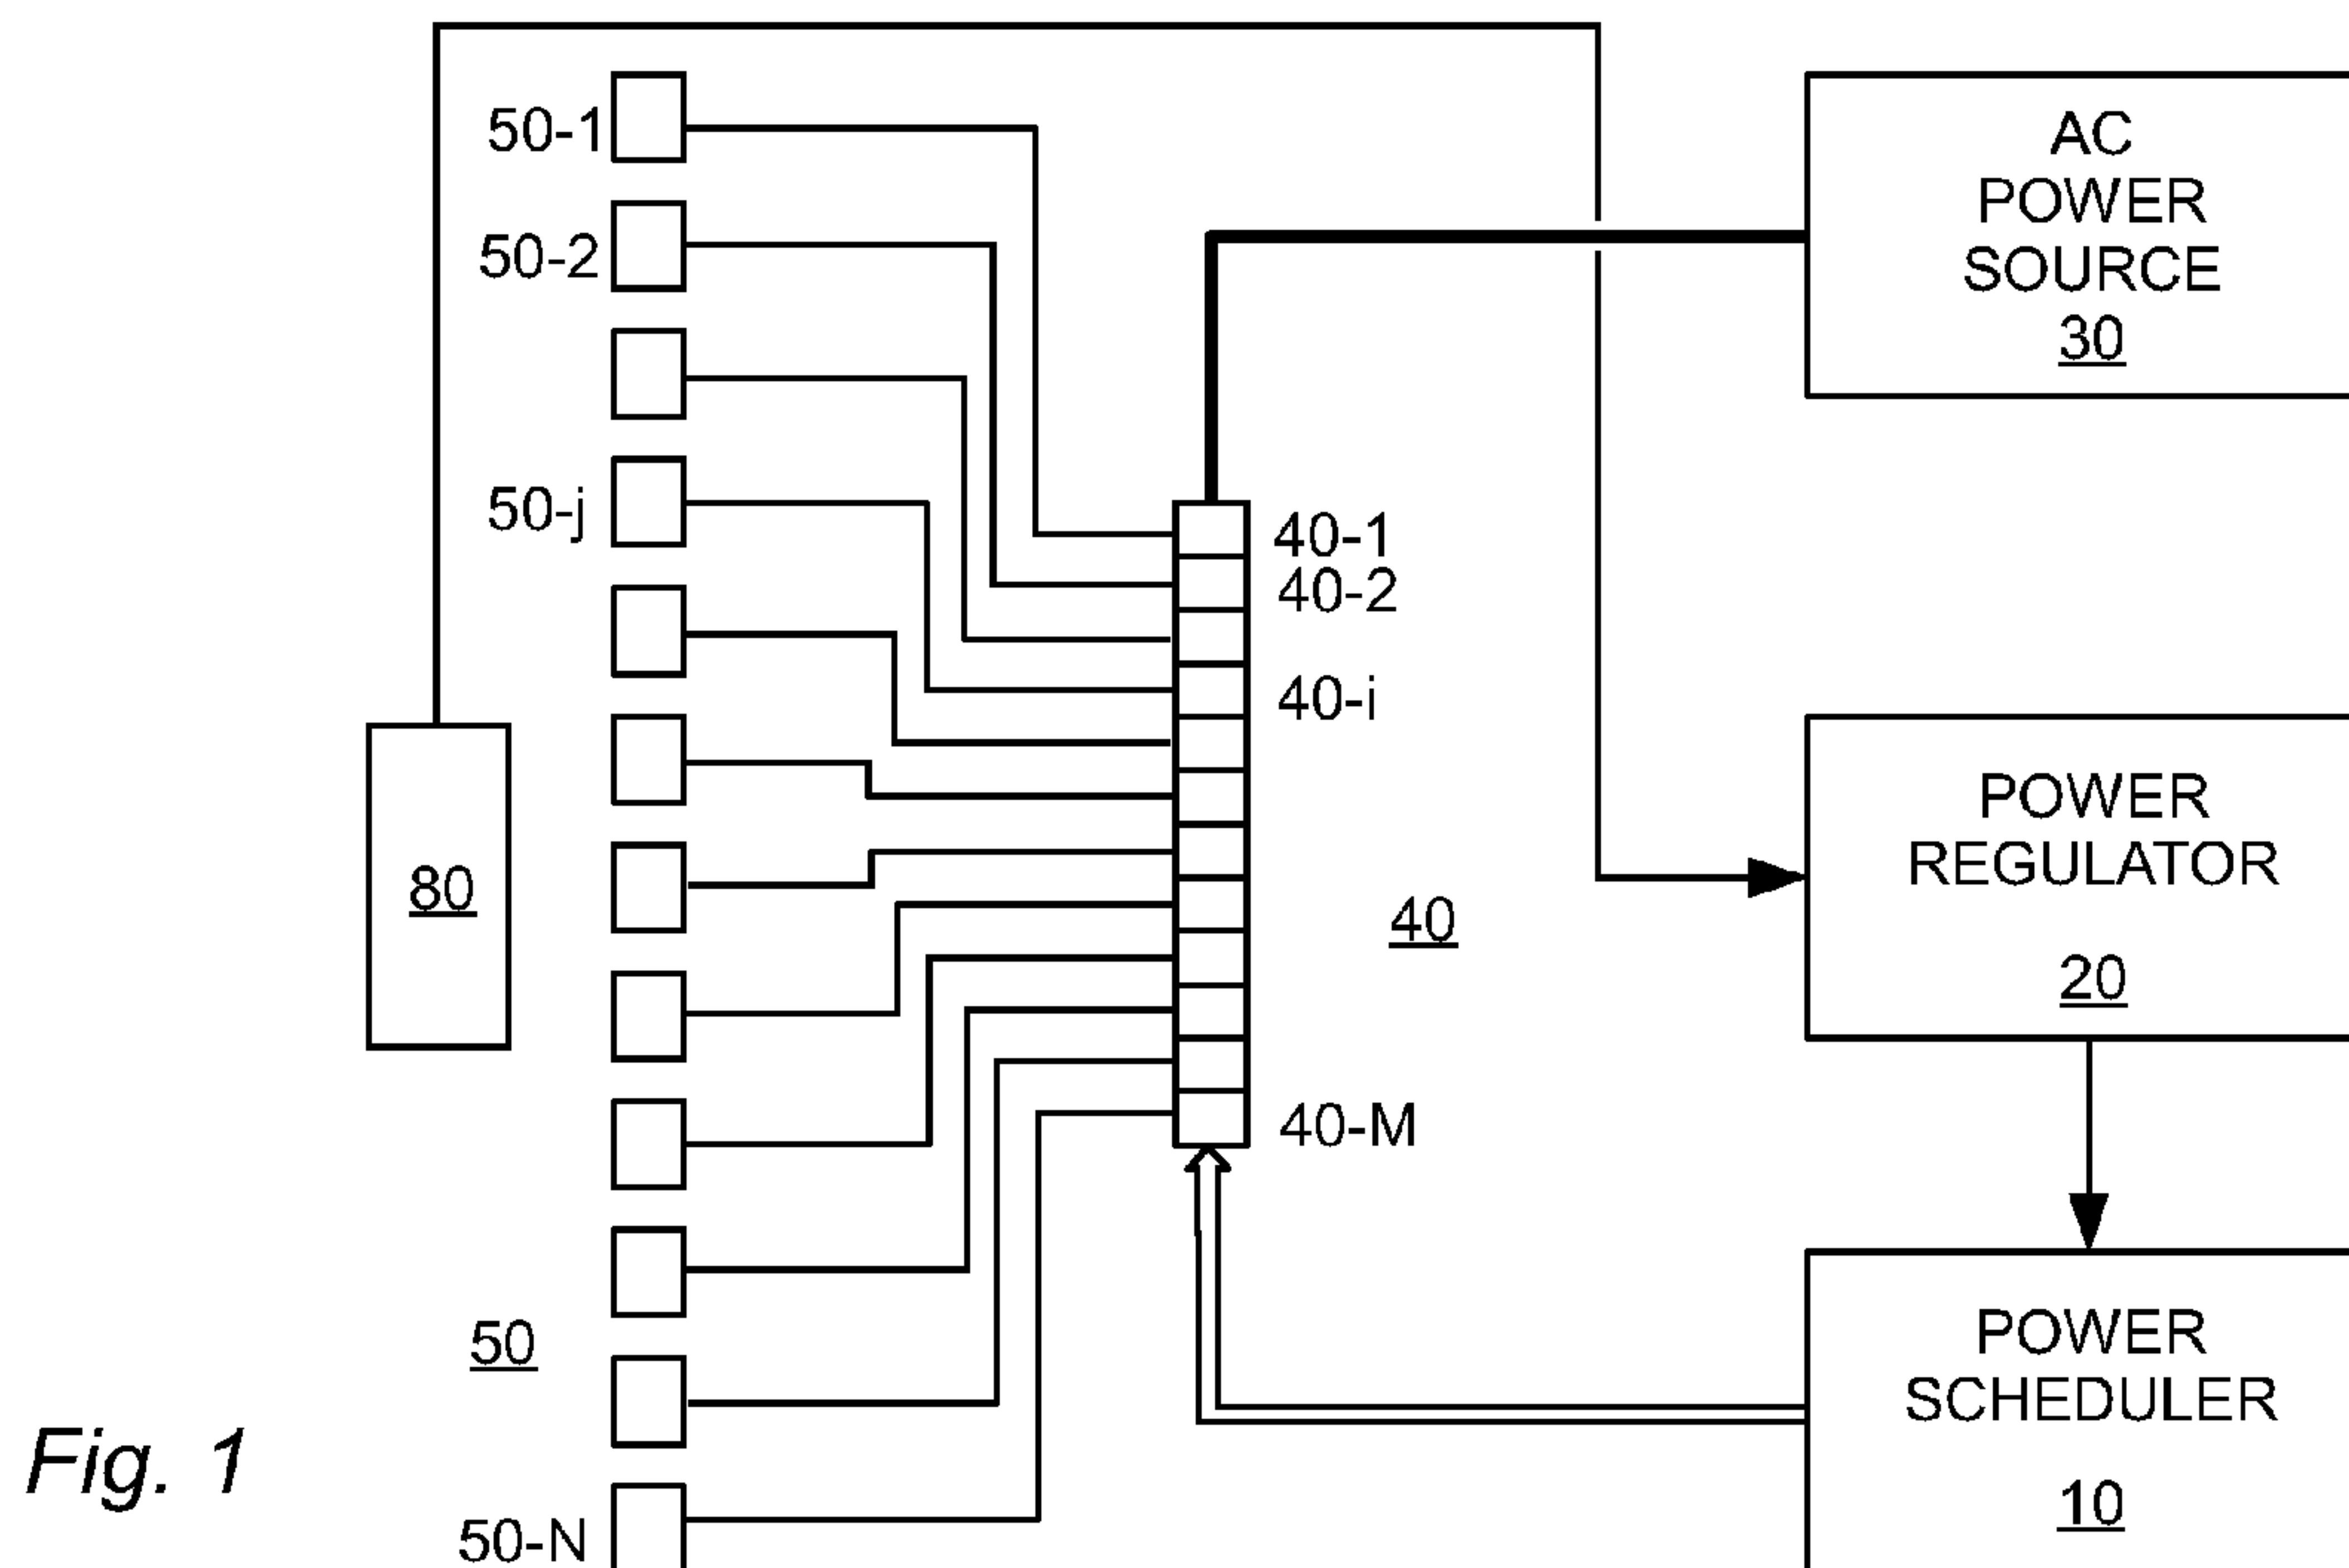 50-1
50-2
50-j
80
50
50-N
40-1
40-2
40-i
40
40-M
AC
POWER
SOURCE
30
POWER
REGULATOR
20
POWER
SCHEDULER
10
Fig. 1